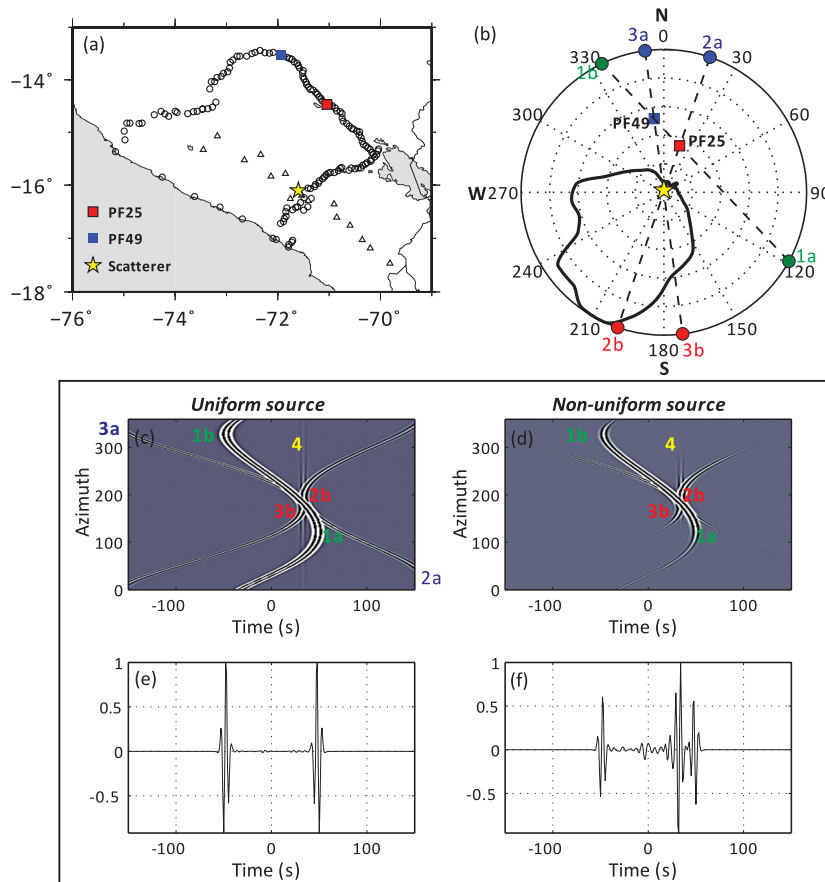 (a)
−14°
−16°
−18°
−76° −74° −72° −70°
PF25
PF49
Scatterer
(b)
N
0
3a 2a
330 30
1b
300 60
PF49
PF25
W 270 90
1a
240 120
210 150
2b 180 3b
S
Uniform source
3a (c) 1b 4
300
200
100
0
Azimuth
2b
3b
1a
2a
-100 0 100
Time (s)
Non-uniform source
(d) 1b 4
300
200
100
0
Azimuth
2b
3b
1a
-100 0 100
Time (s)
(e)
1
0.5
0
-0.5
-100 0 100
Time (s)
(f)
1
0.5
0
-0.5
-100 0 100
Time (s)